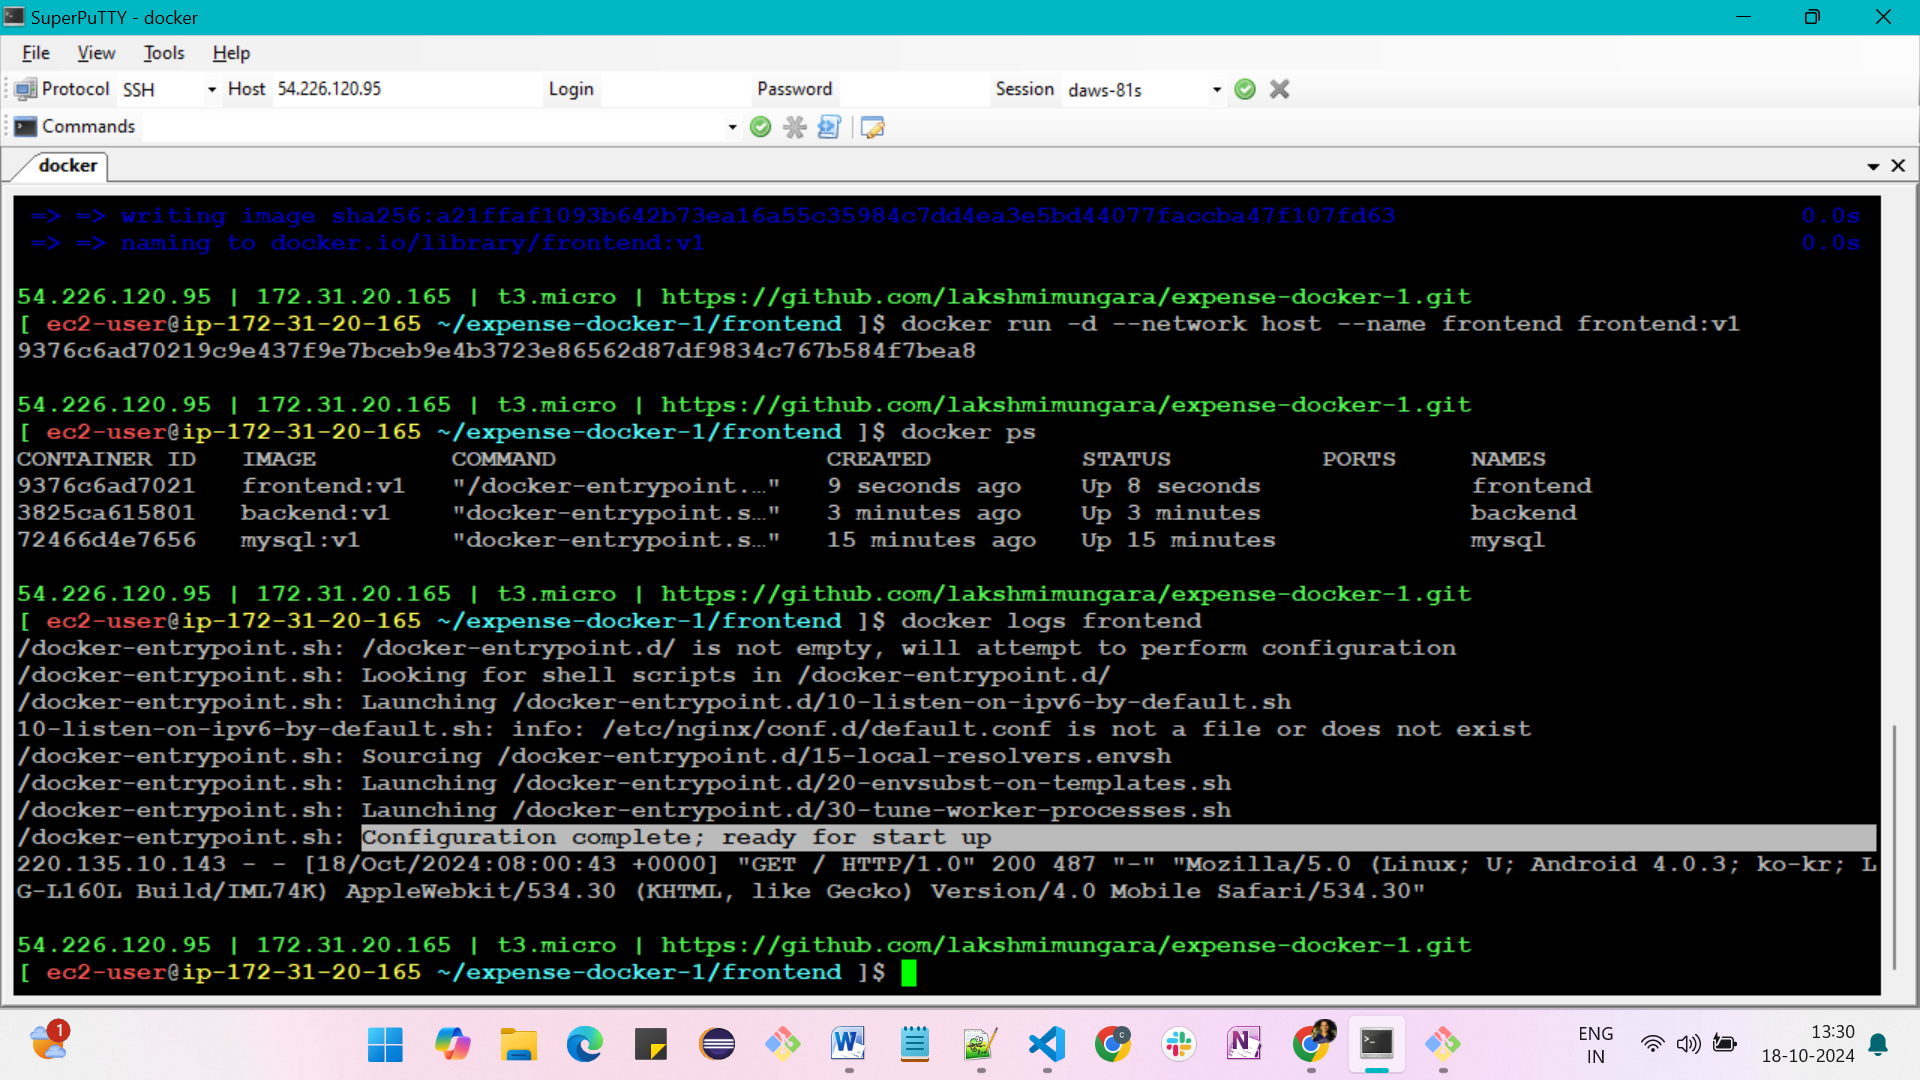 SuperPuTTY - docker
File View Tools Help
Protocol SSH Host 54.226.120.95 Login Password Session daws-81s
Commands
docker
=> => writing image sha256:a21ffaf1093b642b73ea16a55c35984c7dd4ea3e5bd44077faccba47f107fd63 0.0s
=> => naming to docker.io/library/frontend:v1 0.0s
54.226.120.95 | 172.31.20.165 | t3.micro | https://github.com/lakshmimungara/expense-docker-1.git
[ ec2-user@ip-172-31-20-165 ~/expense-docker-1/frontend ]$ docker run -d --network host --name frontend frontend:v1
9376c6ad70219c9e437f9e7bceb9e4b3723e86562d87df9834c767b584f7bea8
54.226.120.95 | 172.31.20.165 | t3.micro | https://github.com/lakshmimungara/expense-docker-1.git
[ ec2-user@ip-172-31-20-165 ~/expense-docker-1/frontend ]$ docker ps
CONTAINER ID IMAGE COMMAND CREATED STATUS PORTS NAMES
9376c6ad7021 frontend:v1 "/docker-entrypoint.…" 9 seconds ago Up 8 seconds frontend
3825ca615801 backend:v1 "docker-entrypoint.s…" 3 minutes ago Up 3 minutes backend
72466d4e7656 mysql:v1 "docker-entrypoint.s…" 15 minutes ago Up 15 minutes mysql
54.226.120.95 | 172.31.20.165 | t3.micro | https://github.com/lakshmimungara/expense-docker-1.git
[ ec2-user@ip-172-31-20-165 ~/expense-docker-1/frontend ]$ docker logs frontend
/docker-entrypoint.sh: /docker-entrypoint.d/ is not empty, will attempt to perform configuration
/docker-entrypoint.sh: Looking for shell scripts in /docker-entrypoint.d/
/docker-entrypoint.sh: Launching /docker-entrypoint.d/10-listen-on-ipv6-by-default.sh
10-listen-on-ipv6-by-default.sh: info: /etc/nginx/conf.d/default.conf is not a file or does not exist
/docker-entrypoint.sh: Sourcing /docker-entrypoint.d/15-local-resolvers.envsh
/docker-entrypoint.sh: Launching /docker-entrypoint.d/20-envsubst-on-templates.sh
/docker-entrypoint.sh: Launching /docker-entrypoint.d/30-tune-worker-processes.sh
/docker-entrypoint.sh: Configuration complete; ready for start up
220.135.10.143 - - [18/Oct/2024:08:00:43 +0000] "GET / HTTP/1.0" 200 487 "-" "Mozilla/5.0 (Linux; U; Android 4.0.3; ko-kr; L
G-L160L Build/IML74K) AppleWebkit/534.30 (KHTML, like Gecko) Version/4.0 Mobile Safari/534.30"
54.226.120.95 | 172.31.20.165 | t3.micro | https://github.com/lakshmimungara/expense-docker-1.git
[ ec2-user@ip-172-31-20-165 ~/expense-docker-1/frontend ]$
1
ENG
IN
13:30
18-10-2024